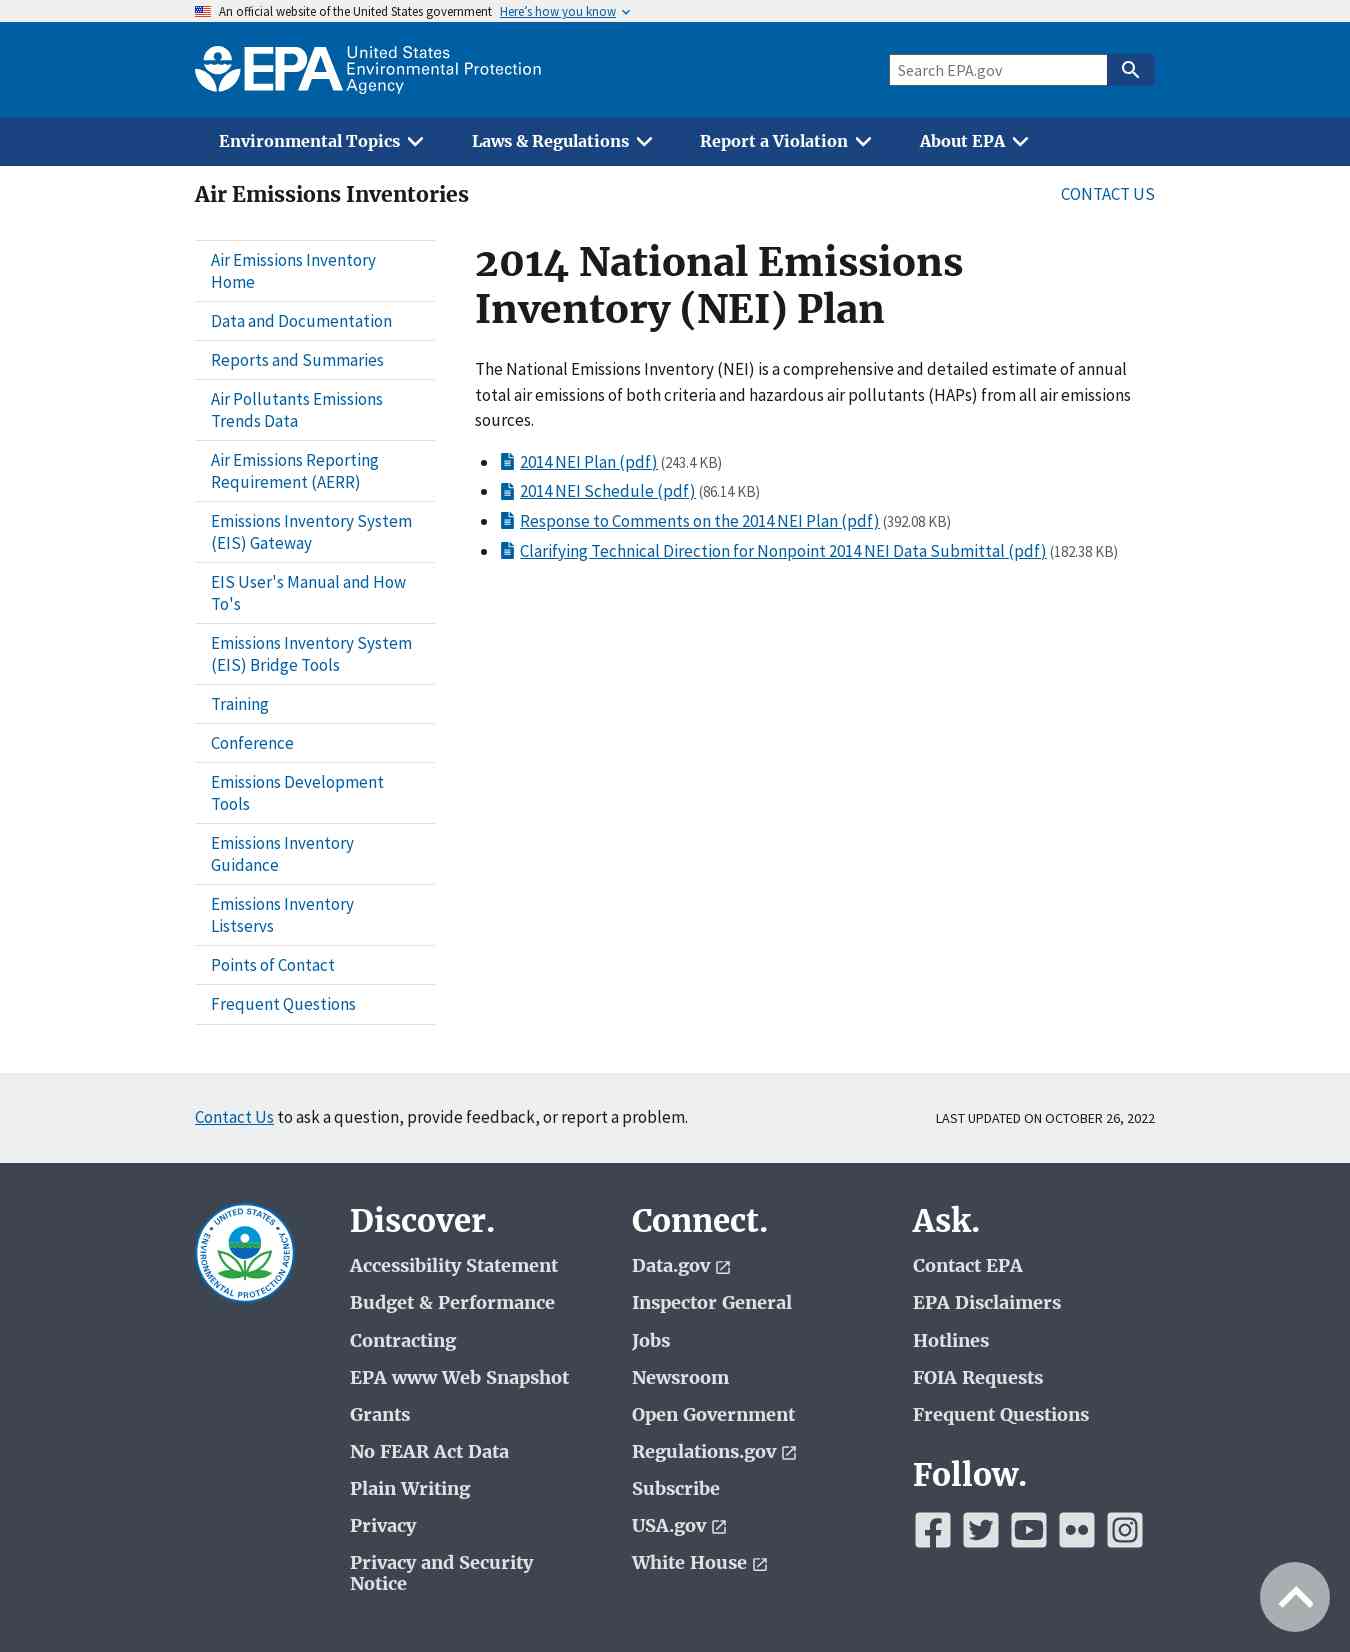 An official website of the United States government Here's how you know
EPA United States
Environmental Protection
Agency
Search EPA.gov
Environmental Topics
Laws & Regulations
Report a Violation
About EPA
Air Emissions Inventories
CONTACT US
Air Emissions Inventory
Home
Data and Documentation
Reports and Summaries
Air Pollutants Emissions
Trends Data
Air Emissions Reporting
Requirement (AERR)
Emissions Inventory System
(EIS) Gateway
EIS User's Manual and How
To's
Emissions Inventory System
(EIS) Bridge Tools
Training
Conference
Emissions Development
Tools
Emissions Inventory
Guidance
Emissions Inventory
Listservs
Points of Contact
Frequent Questions
2014 National Emissions
Inventory (NEI) Plan
The National Emissions Inventory (NEI) is a comprehensive and detailed estimate of annual
total air emissions of both criteria and hazardous air pollutants (HAPs) from all air emissions
sources.
2014 NEI Plan (pdf) (243.4 KB)
2014 NEI Schedule (pdf) (86.14 KB)
Response to Comments on the 2014 NEI Plan (pdf) (392.08 KB)
Clarifying Technical Direction for Nonpoint 2014 NEI Data Submittal (pdf) (182.38 KB)
Contact Us to ask a question, provide feedback, or report a problem.
LAST UPDATED ON OCTOBER 26, 2022
UNITED STATES
ENVIRONMENTAL PROTECTION AGENCY
Discover.
Accessibility Statement
Budget & Performance
Contracting
EPA www Web Snapshot
Grants
No FEAR Act Data
Plain Writing
Privacy
Privacy and Security
Notice
Connect.
Data.gov
Inspector General
Jobs
Newsroom
Open Government
Regulations.gov
Subscribe
USA.gov
White House
Ask.
Contact EPA
EPA Disclaimers
Hotlines
FOIA Requests
Frequent Questions
Follow.